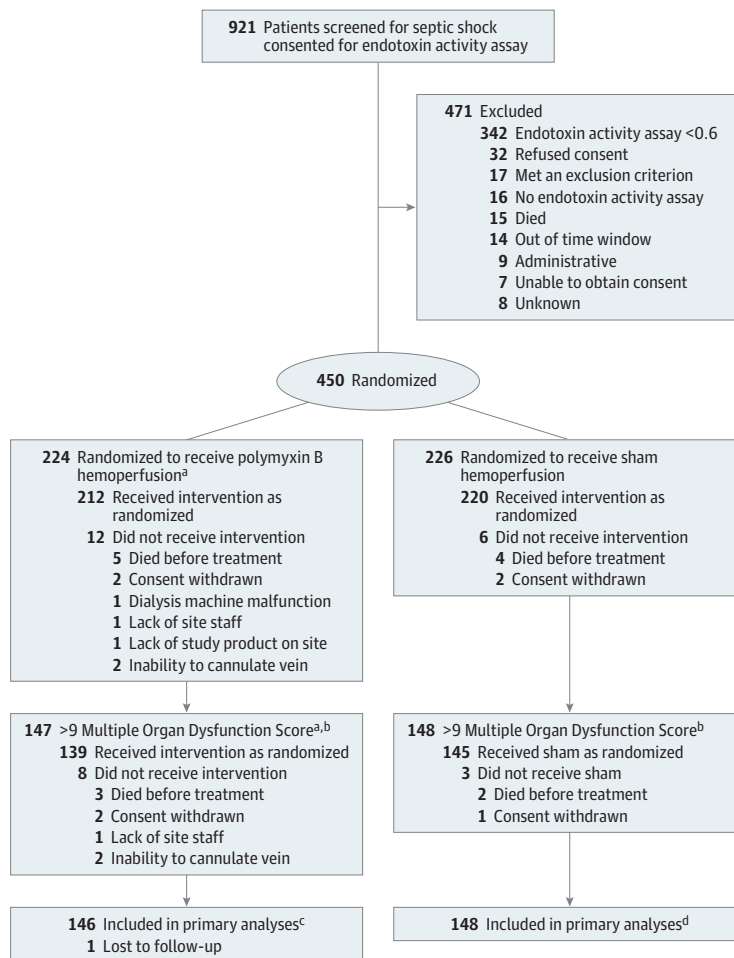 921 Patients screened for septic shock
consented for endotoxin activity assay
471 Excluded
342 Endotoxin activity assay <0.6
32 Refused consent
17 Met an exclusion criterion
16 No endotoxin activity assay
15 Died
14 Out of time window
9 Administrative
7 Unable to obtain consent
8 Unknown
450 Randomized
224 Randomized to receive polymyxin B
hemoperfusionᵃ
212 Received intervention as
randomized
12 Did not receive intervention
5 Died before treatment
2 Consent withdrawn
1 Dialysis machine malfunction
1 Lack of site staff
1 Lack of study product on site
2 Inability to cannulate vein
226 Randomized to receive sham
hemoperfusion
220 Received intervention as
randomized
6 Did not receive intervention
4 Died before treatment
2 Consent withdrawn
147 >9 Multiple Organ Dysfunction Scoreᵃ,ᵇ
139 Received intervention as randomized
8 Did not receive intervention
3 Died before treatment
2 Consent withdrawn
1 Lack of site staff
2 Inability to cannulate vein
148 >9 Multiple Organ Dysfunction Scoreᵇ
145 Received sham as randomized
3 Did not receive sham
2 Died before treatment
1 Consent withdrawn
146 Included in primary analysesᶜ
1 Lost to follow-up
148 Included in primary analysesᵈ